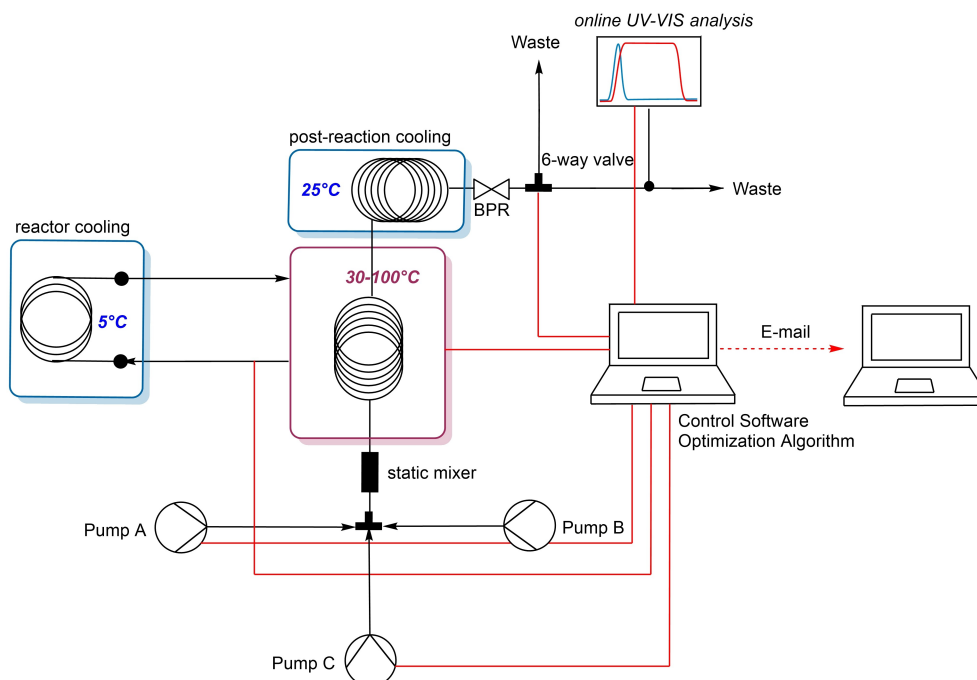 online UV-VIS analysis
Waste
post-reaction cooling
6-way valve
25°C
Waste
BPR
reactor cooling
30-100°C
5°C
E-mail
Control Software
Optimization Algorithm
static mixer
Pump A
Pump B
Pump C